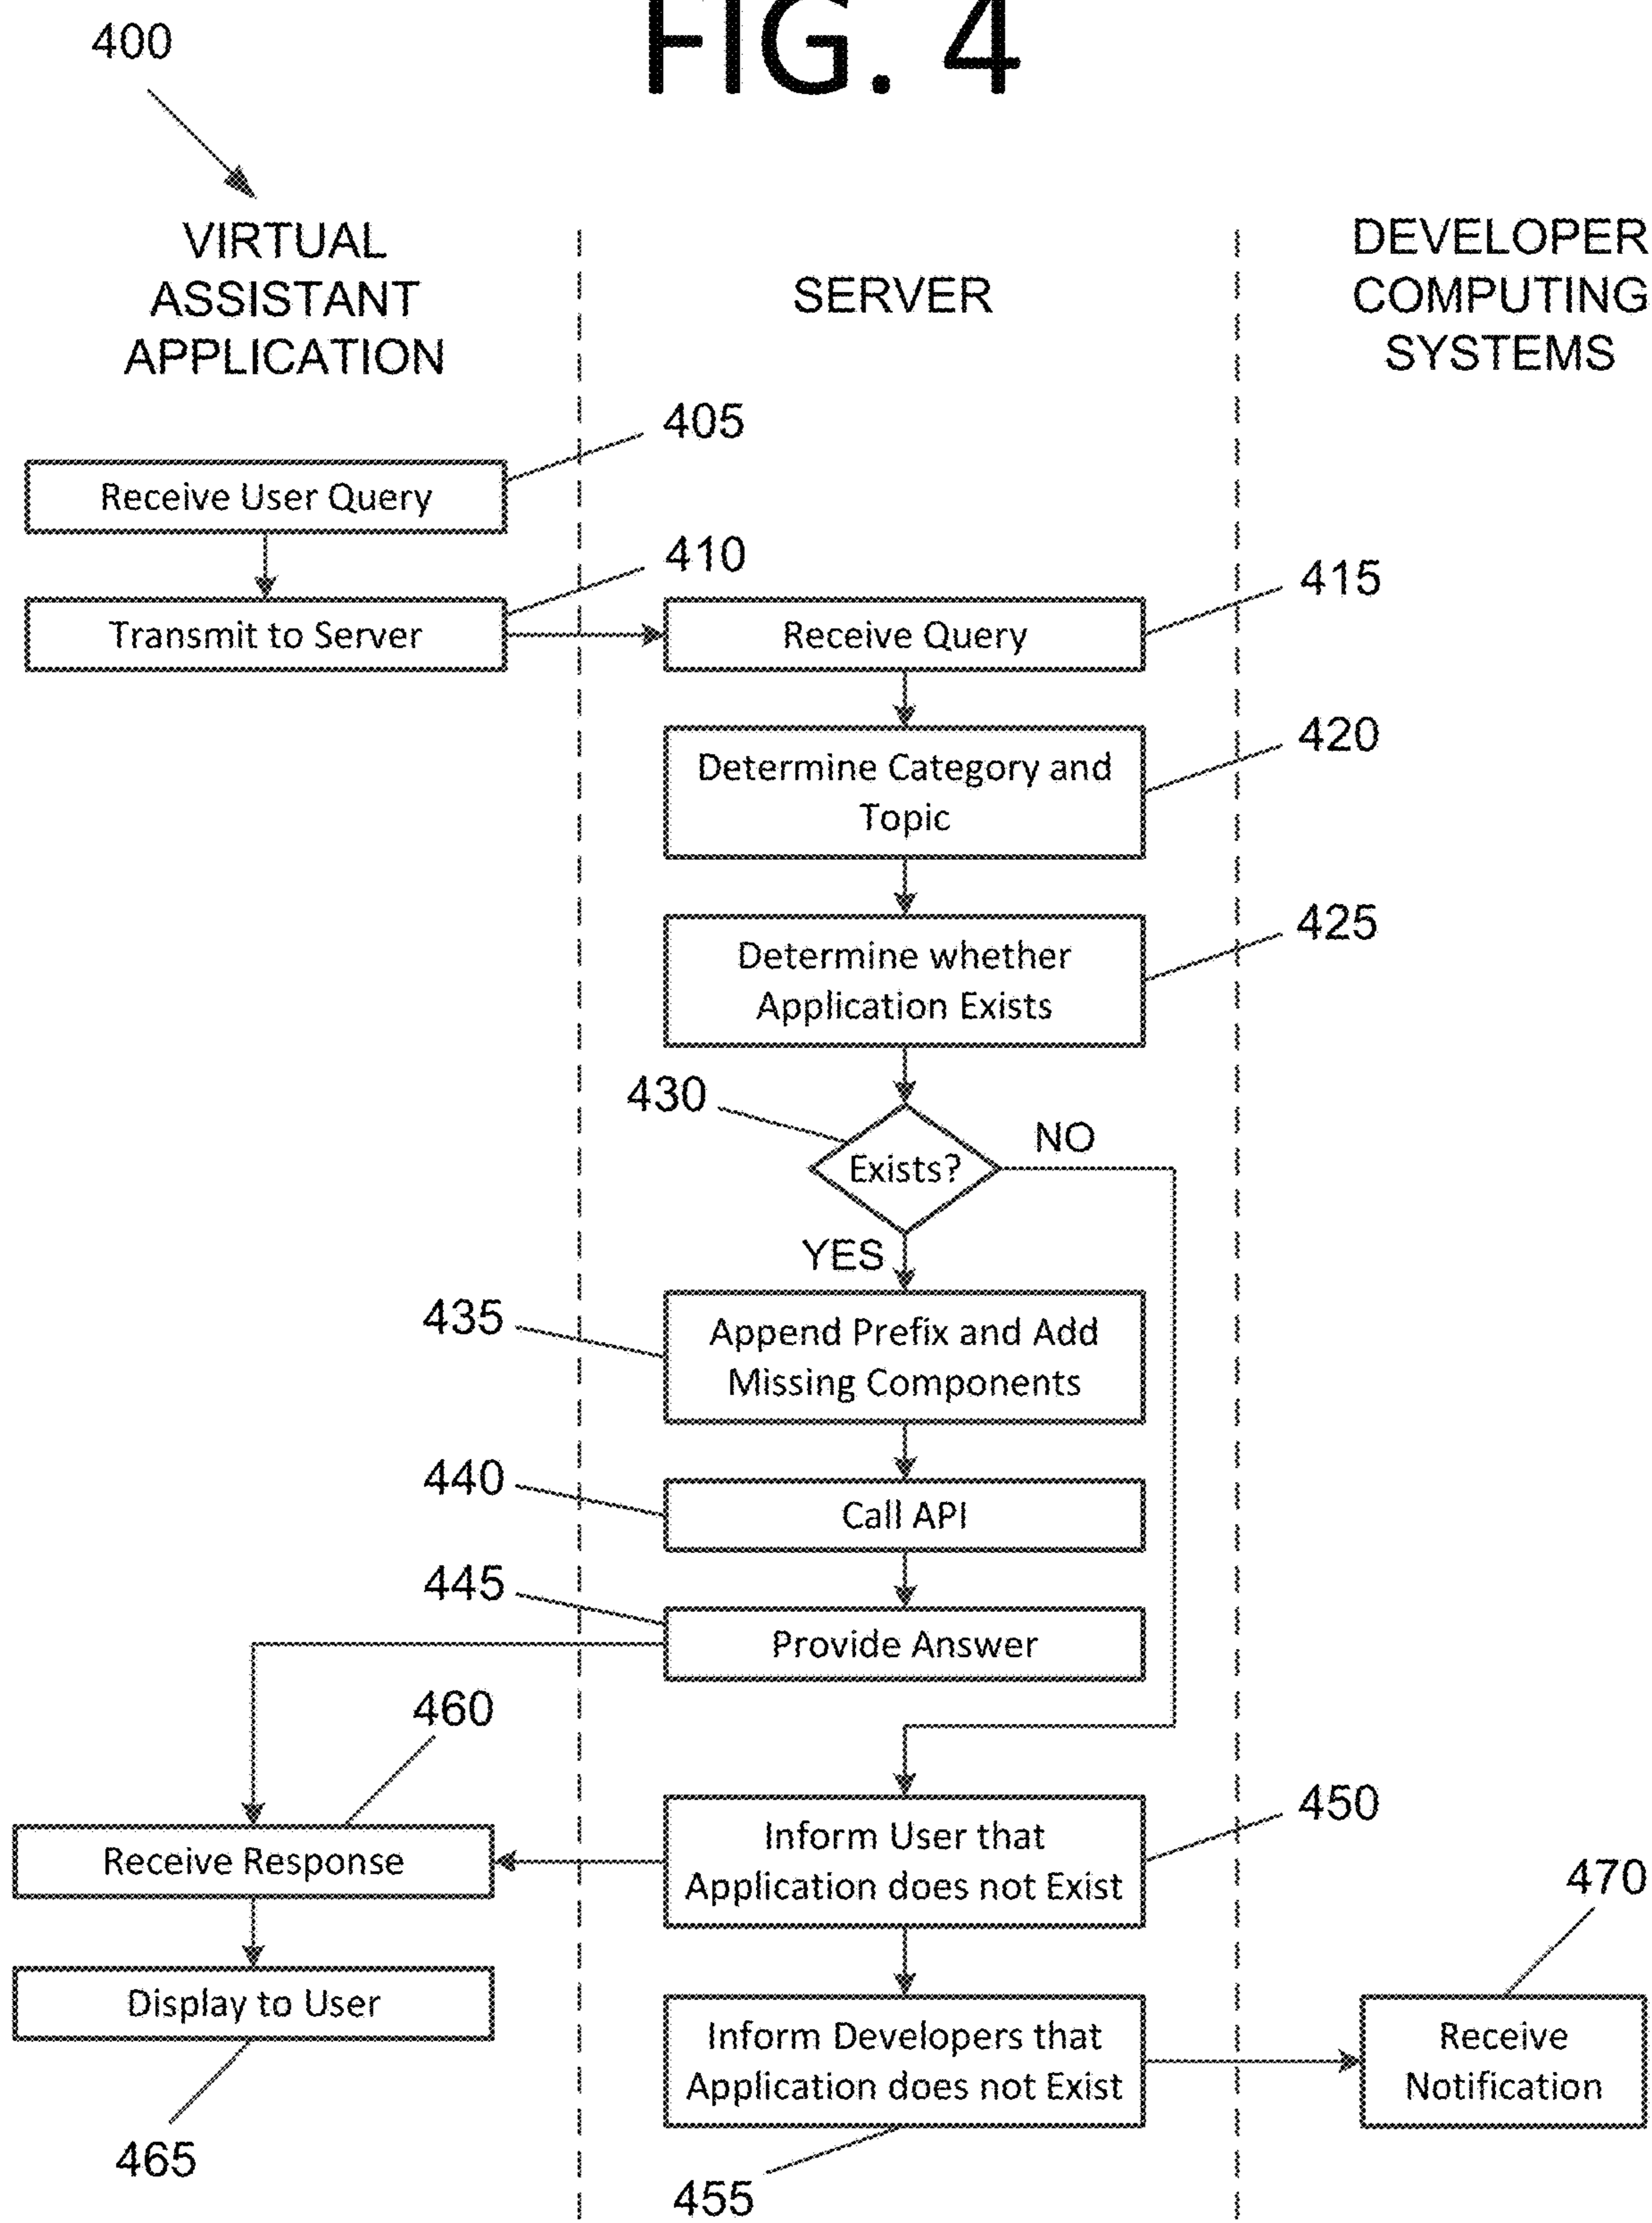 FIG. 4
400
VIRTUAL
ASSISTANT
APPLICATION
SERVER
DEVELOPER
COMPUTING
SYSTEMS
405
Receive User Query
410
Transmit to Server
415
Receive Query
420
Determine Category and
Topic
425
Determine whether
Application Exists
430
Exists?
NO
YES
435
Append Prefix and Add
Missing Components
440
Call API
445
Provide Answer
460
Receive Response
450
Inform User that
Application does not Exist
470
Display to User
465
Inform Developers that
Application does not Exist
455
Receive
Notification